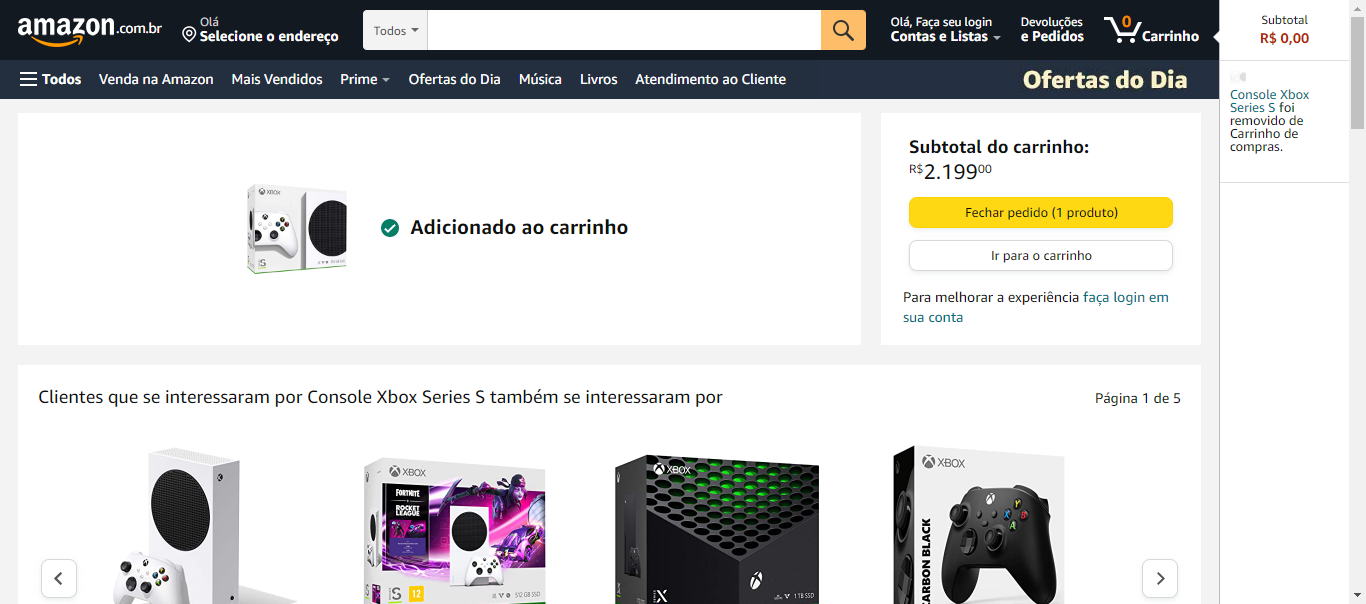 amazon.com.br
Olá
Selecione o endereço
Todos
Olá, Faça seu login
Contas e Listas
Devoluções
e Pedidos
0
Carrinho
Subtotal
R$ 0,00
Todos
Venda na Amazon
Mais Vendidos
Prime
Ofertas do Dia
Música
Livros
Atendimento ao Cliente
Ofertas do Dia
Console Xbox
Series S foi
removido de
Carrinho de
compras.
XBOX
S
Adicionado ao carrinho
Subtotal do carrinho:
R$2.19900
Fechar pedido (1 produto)
Ir para o carrinho
Para melhorar a experiência faça login em
sua conta
Clientes que se interessaram por Console Xbox Series S também se interessaram por
Página 1 de 5
XBOX
FORTNITE
ROCKET
LEAGUE
S
12
512 GB SSD
XBOX
X
1 TB SSD
XBOX
CARBON BLACK
Y
X
B
A